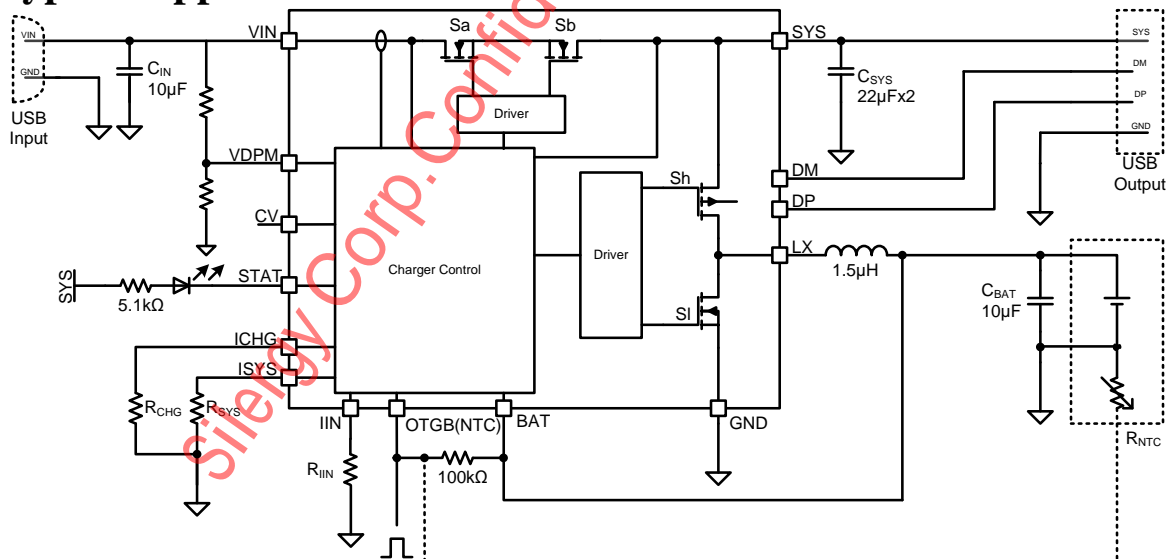 VIN
GND
USB
Input
CIN
10µF
VIN
Sa
Sb
Driver
SYS
CSYS
22µFx2
SYS
DM
DP
GND
USB
Output
VDPM
CV
SYS
5.1kΩ
STAT
Charger Control
Driver
Sh
Sl
DM
DP
LX
1.5µH
CBAT
10µF
ICHG
ISYS
RCHG
RSYS
IIN
OTGB(NTC)
BAT
GND
RIIN
100kΩ
RNTC
Silergy Corp. Confid